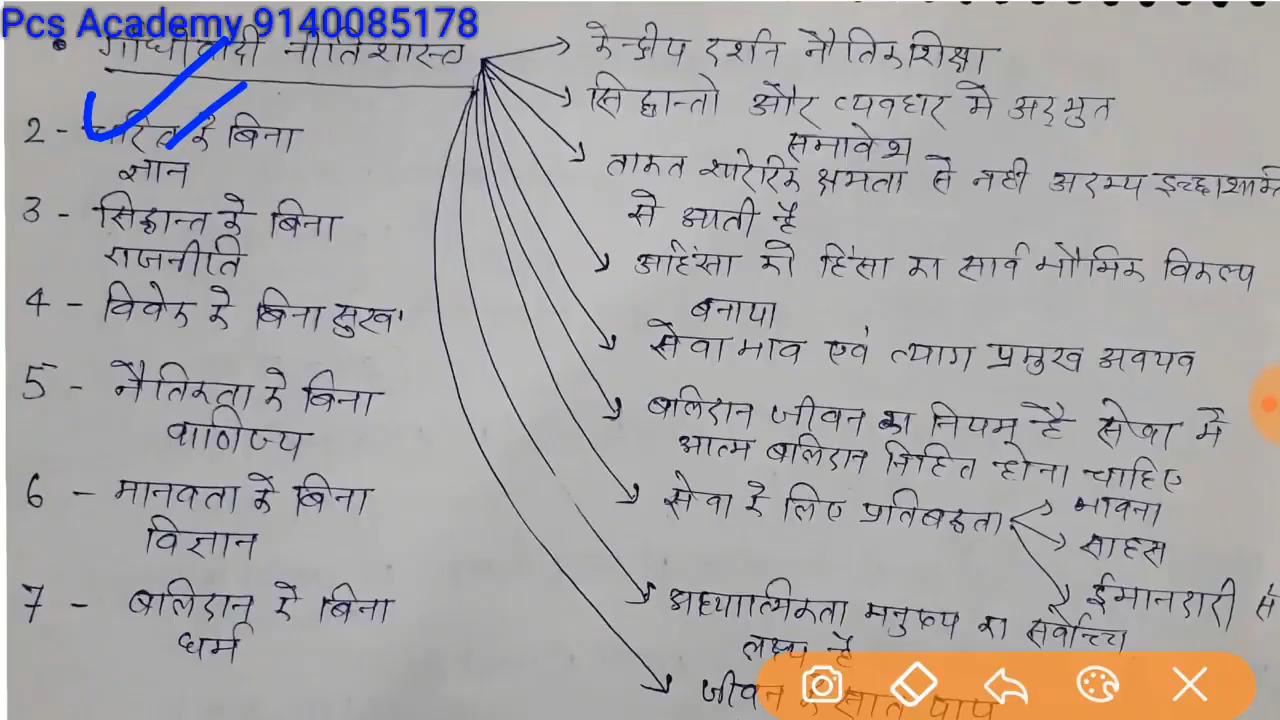 Pcs Academy 9140085178
• गाँधीवादी नीतिशास्त्र
2 - चरित्र के बिना
ज्ञान
3 - सिद्धान्त के बिना
राजनीति
4 - विवेक के बिना सुख
5 - नैतिकता के बिना
वाणिज्य
6 - मानवता के बिना
विज्ञान
7 - बलिदान के बिना
धर्म
केन्द्रीय दर्शन नैतिक शिक्षा
सिद्धान्तो और व्यवहार में अद्भुत
समावेश
ताकत शारीरिक क्षमता से नहीं अदम्य इच्छाशक्ति
से आती है
अहिंसा को हिंसा का सार्वभौमिक विकल्प
बनाया
सेवा भाव एवं त्याग प्रमुख अवयव
बलिदान जीवन का नियम है सेवा में
आत्म बलिदान निहित होना चाहिए
सेवा के लिए प्रतिबद्धता
भावना
साहस
ईमानदारी से
अध्यात्मिकता मनुष्य का सर्वोच्च
लक्ष्य है
जीवन के सात पाप